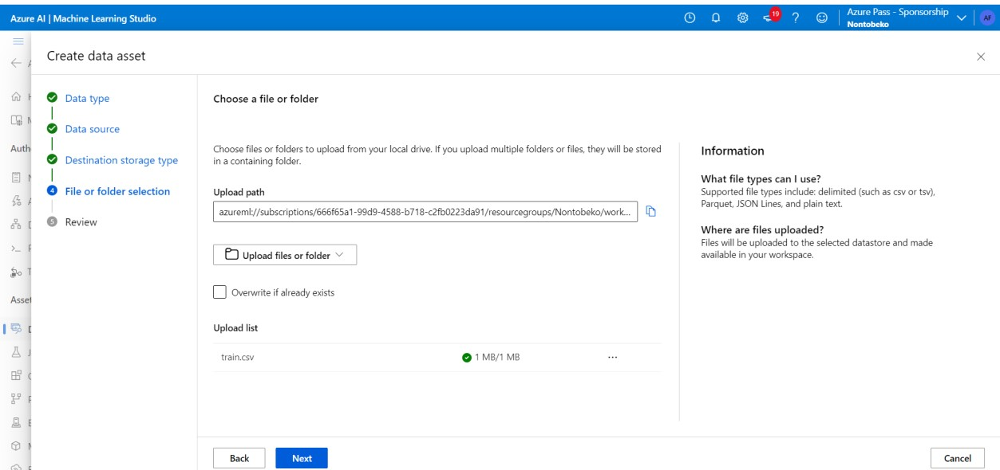 Azure AI | Machine Learning Studio
19
Azure Pass - Sponsorship
Nontobeko
AF
Create data asset
Data type
Data source
Destination storage type
4 File or folder selection
5 Review
Auth
Asset
Choose a file or folder
Choose files or folders to upload from your local drive. If you upload multiple folders or files, they will be stored
in a containing folder.
Upload path
azureml://subscriptions/666f65a1-99d9-4588-b718-c2fb0223da91/resourcegroups/Nontobeko/work...
Upload files or folder
Overwrite if already exists
Upload list
train.csv 1 MB/1 MB ...
Information
What file types can I use?
Supported file types include: delimited (such as csv or tsv),
Parquet, JSON Lines, and plain text.
Where are files uploaded?
Files will be uploaded to the selected datastore and made
available in your workspace.
Back
Next
Cancel